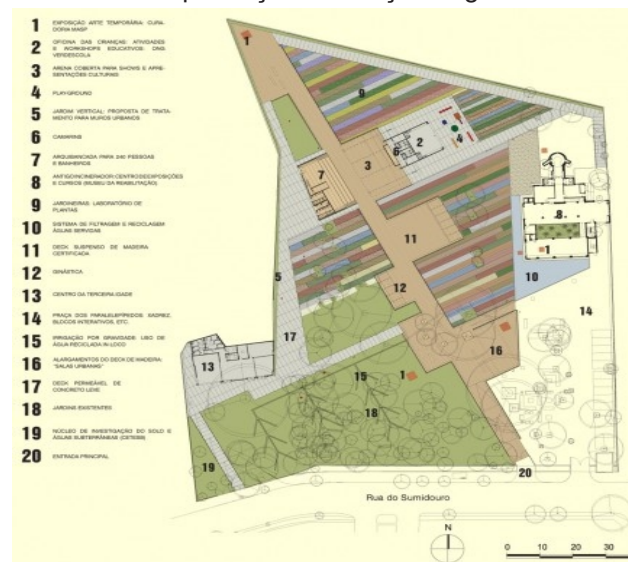 1 EXPOSIÇÃO ARTE TEMPORÁRIA: CURA-
DORIA MASP
2 OFICINA DAS CRIANÇAS: ATIVIDADES
E WORKSHOPS EDUCATIVOS: ONG
VERDESCOLA
3 ARENA COBERTA PARA SHOWS E APRE-
SENTAÇÕES CULTURAIS
4 PLAY-GROUND
5 JARDIM VERTICAL: PROPOSTA DE TRATA-
MENTO PARA MUROS URBANOS
6 CAMARINS
7 ARQUIBANCADA PARA 240 PESSOAS
E BANHEIROS
8 ANTIGO INCINERADOR: CENTRO DE EXPOSIÇÕES
E CURSOS (MUSEU DA REABILITAÇÃO)
9 JARDINEIRAS: LABORATÓRIO DE
PLANTAS
10 SISTEMA DE FILTRAGEM E RECICLAGEM
ÁGUAS SERVIDAS
11 DECK SUSPENSO DE MADEIRA
CERTIFICADA
12 GINÁSTICA
13 CENTRO DA TERCEIRA IDADE
14 PRAÇA DOS PARALELEPÍPEDOS: XADREZ,
BLOCOS INTERATIVOS, ETC.
15 IRRIGAÇÃO POR GRAVIDADE: USO DE
ÁGUA RECICLADA IN LOCO
16 ALARGAMENTOS DO DECK DE MADEIRA:
"SALAS URBANAS"
17 DECK PERMEÁVEL DE
CONCRETO LEVE
18 JARDINS EXISTENTES
19 NÚCLEO DE INVESTIGAÇÃO DO SOLO E
ÁGUAS SUBTERRÂNEAS (CETESB)
20 ENTRADA PRINCIPAL
1
9
2
4
6
3
7
8
11
1
5
10
12
14
17
16
13
15
1
18
19
20
Rua do Sumidouro
N
0 10 20 30